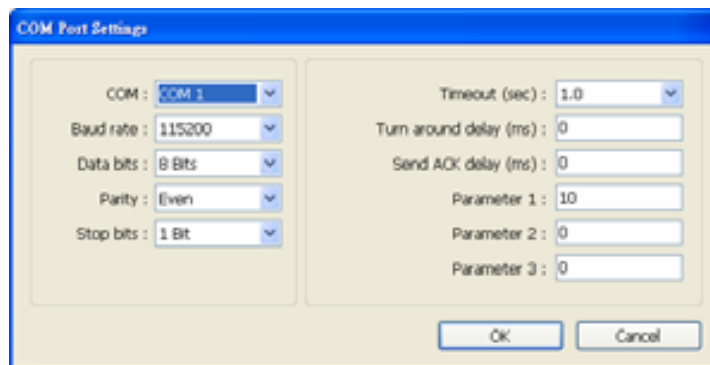 COM Port Settings
COM : COM 1
Baud rate : 115200
Data bits : 8 Bits
Parity : Even
Stop bits : 1 Bit
Timeout (sec) : 1.0
Turn around delay (ms) : 0
Send ACK delay (ms) : 0
Parameter 1 : 10
Parameter 2 : 0
Parameter 3 : 0
OK
Cancel